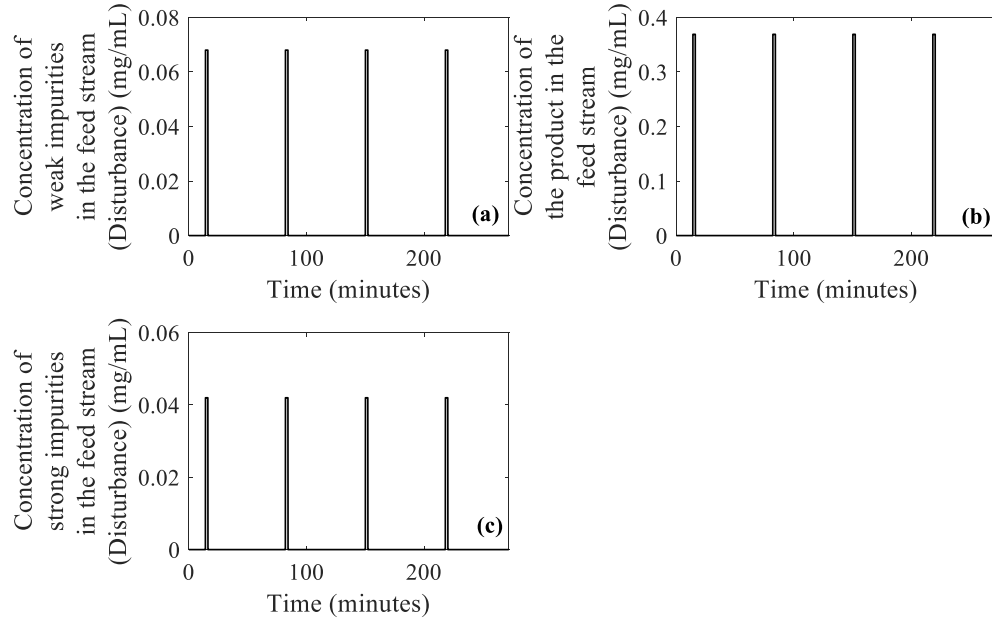 Concentration of
weak impurities
in the feed stream
(Disturbance) (mg/mL)
0.08
0.06
0.04
0.02
0
(a)
0
100
200
Time (minutes)
Concentration of
the product in the
feed stream
(Disturbance) (mg/mL)
0.4
0.3
0.2
0.1
0
(b)
0
100
200
Time (minutes)
Concentration of
strong impurities
in the feed stream
(Disturbance) (mg/mL)
0.06
0.04
0.02
0
(c)
0
100
200
Time (minutes)